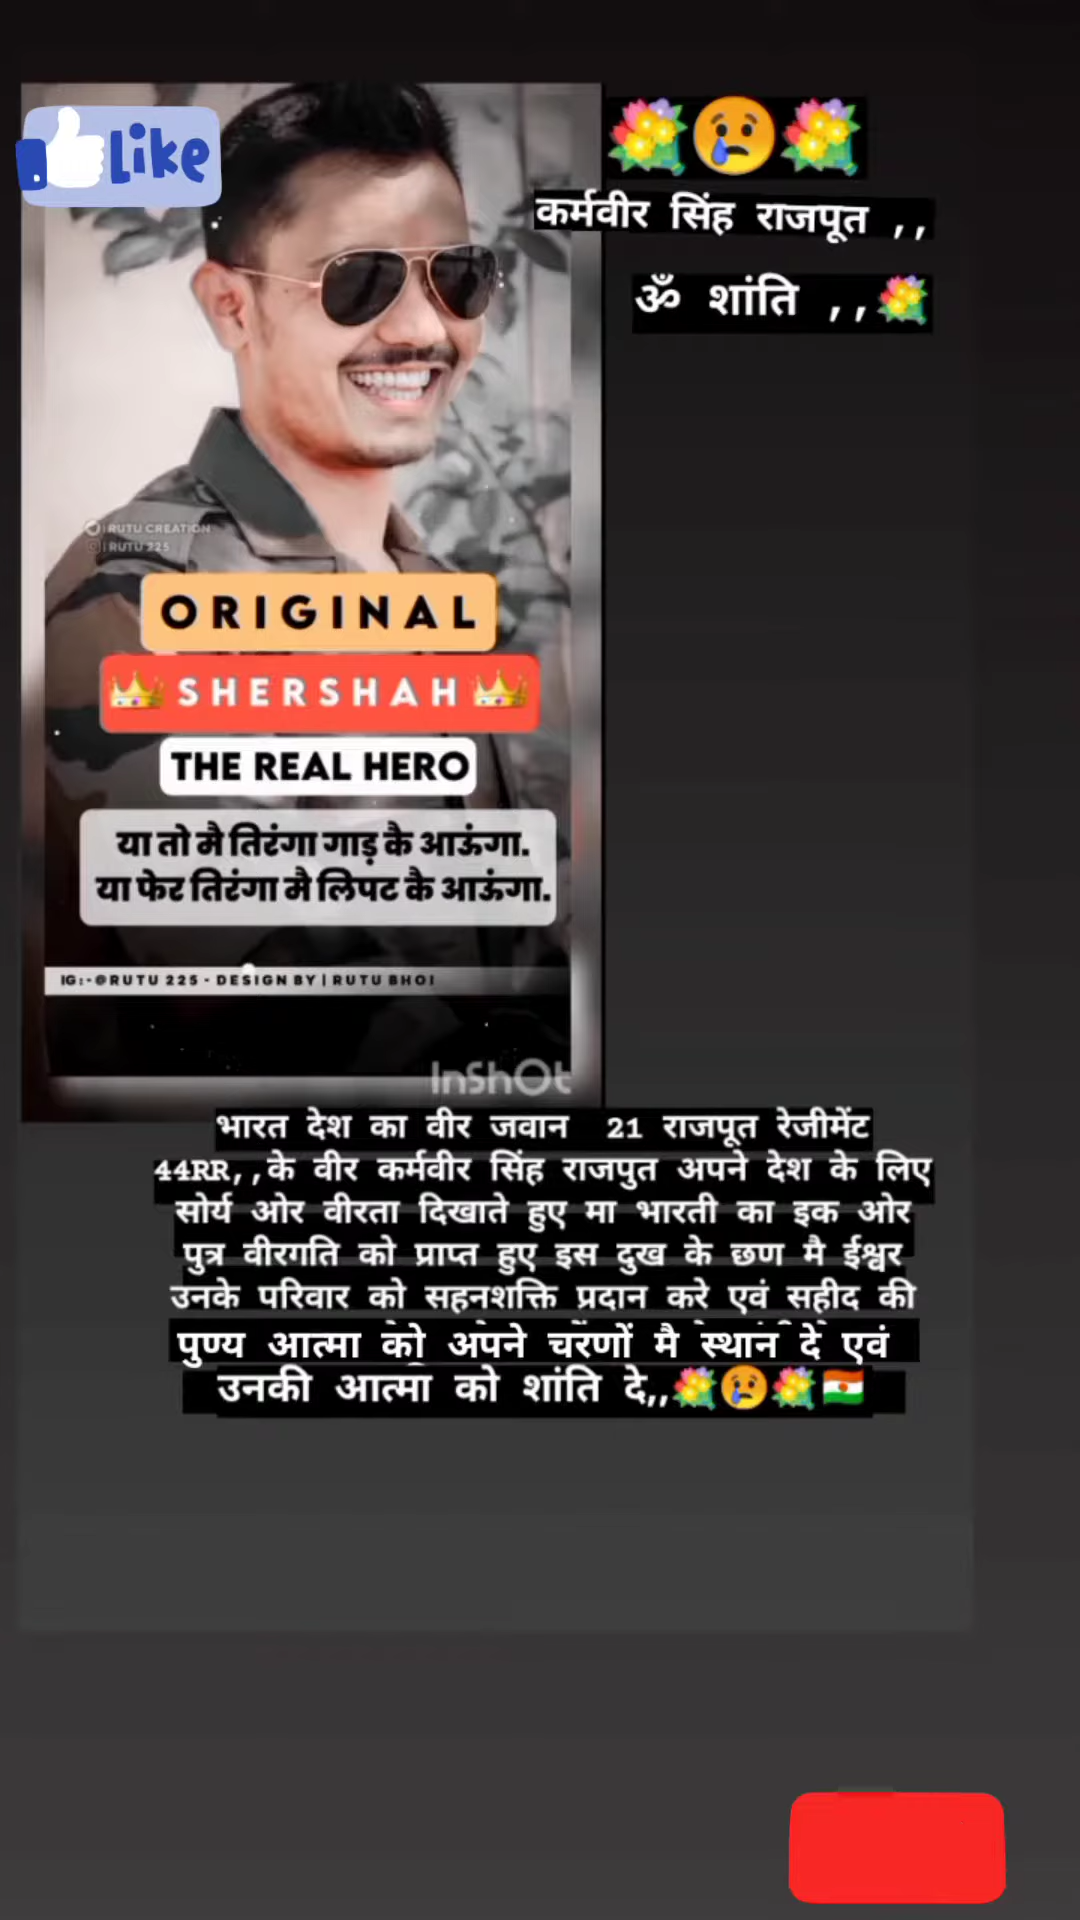 Like
कर्मवीर सिंह राजपूत ,,
ॐ शांति ,,
RUTU CREATION
RUTU 225
ORIGINAL
SHERSHAH
THE REAL HERO
या तो मै तिरंगा गाड़ कै आऊंगा.
या फेर तिरंगा मै लिपट कै आऊंगा.
IG:-@RUTU 225 - DESIGN BY | RUTU BHOI
InShOt
भारत देश का वीर जवान 21 राजपूत रेजीमेंट
44RR,,के वीर कर्मवीर सिंह राजपुत अपने देश के लिए
सोर्य ओर वीरता दिखाते हुए मा भारती का इक ओर
पुत्र वीरगति को प्राप्त हुए इस दुख के छण मै ईश्वर
उनके परिवार को सहनशक्ति प्रदान करे एवं सहीद की
पुण्य आत्मा को अपने चरणों मै स्थान दे एवं
उनकी आत्मा को शांति दे,,